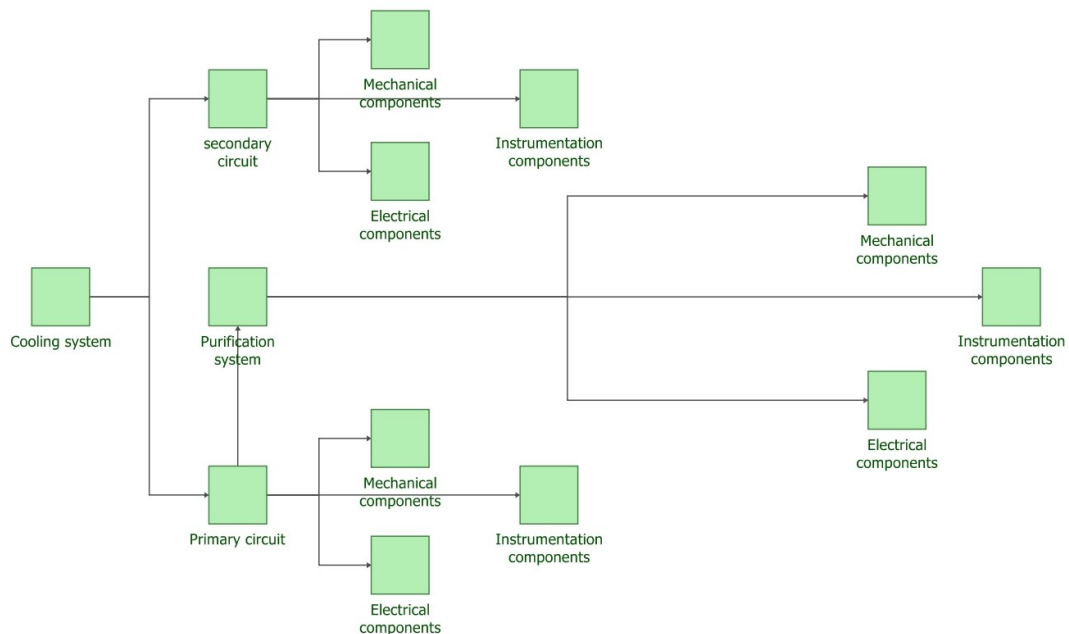 Mechanical
components
secondary
circuit
Instrumentation
components
Electrical
components
Mechanical
components
Cooling system
Purification
system
Instrumentation
components
Electrical
components
Mechanical
components
Primary circuit
Instrumentation
components
Electrical
components